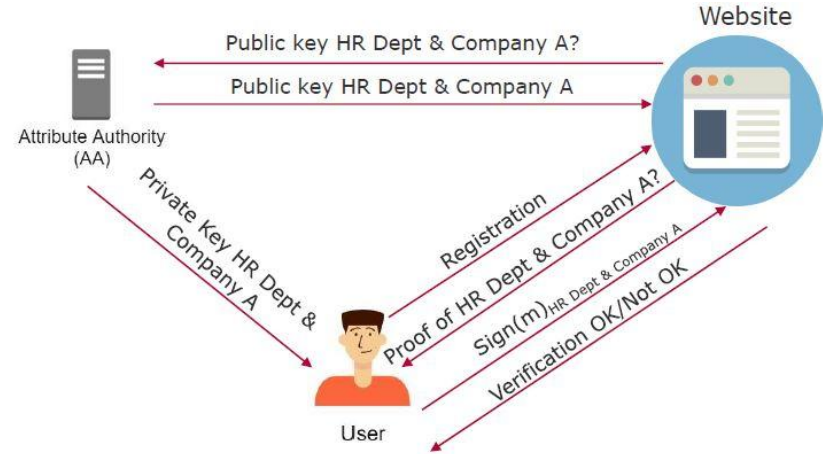 Website
Public key HR Dept & Company A?
Public key HR Dept & Company A
Attribute Authority
(AA)
Private Key HR Dept &
Company A
Registration
Proof of HR Dept & Company A?
Sign(m)HR Dept & Company A
Verification OK/Not OK
User